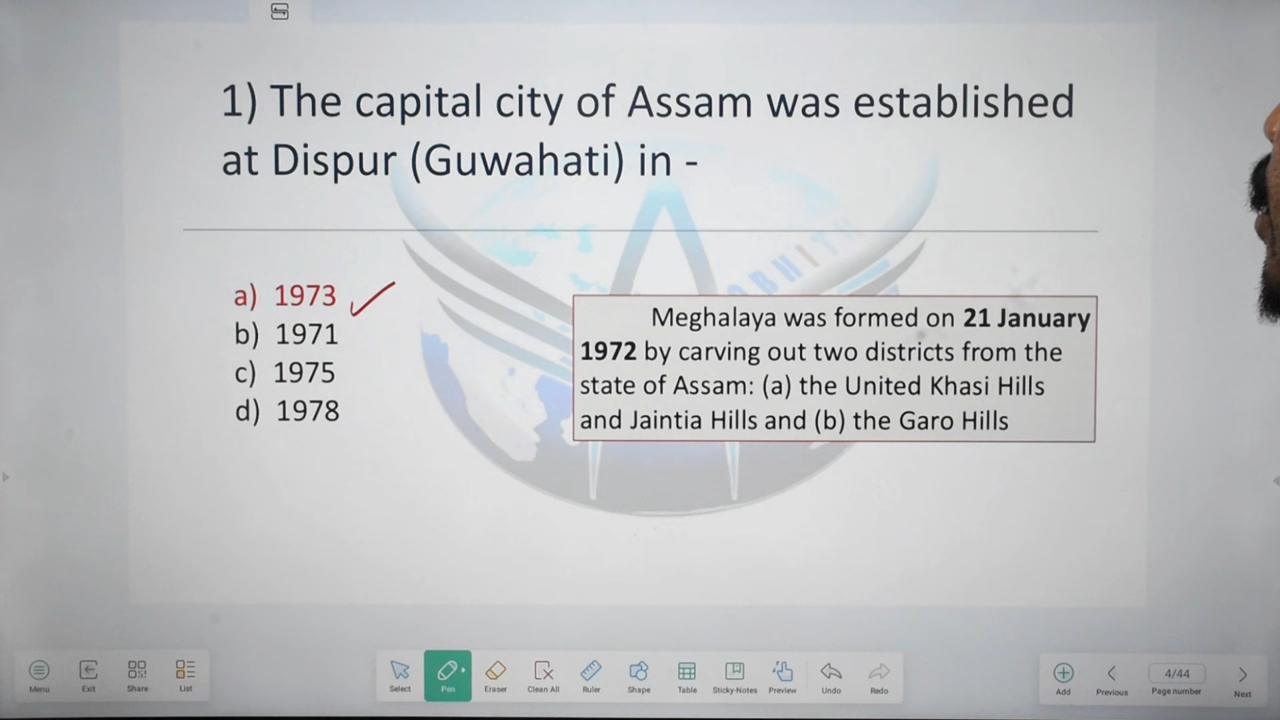 1) The capital city of Assam was established
at Dispur (Guwahati) in -
a) 1973
b) 1971
c) 1975
d) 1978
Meghalaya was formed on 21 January
1972 by carving out two districts from the
state of Assam: (a) the United Khasi Hills
and Jaintia Hills and (b) the Garo Hills
Menu Exit Share List
Select Pen Eraser Clean All Ruler Shape Table Sticky-Notes Preview Undo Redo
Add Previous 4/44 Page number Next